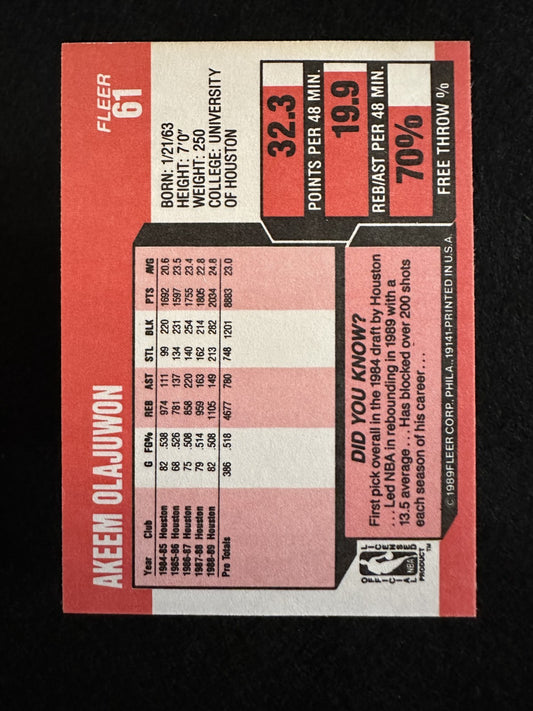 AKEEM OLAJUWON
FLEER
61
BORN: 1/21/63
HEIGHT: 7'0"
WEIGHT: 250
COLLEGE: UNIVERSITY
OF HOUSTON
Year Club G FG% REB AST STL BLK PTS AVG
1984-85 Houston 82 .538 974 111 99 220 1692 20.6
1985-86 Houston 68 .526 781 137 134 231 1597 23.5
1986-87 Houston 75 .508 858 220 140 254 1755 23.4
1987-88 Houston 79 .514 959 163 162 214 1805 22.8
1988-89 Houston 82 .508 1105 149 213 282 2034 24.8
Pro Totals 386 .518 4677 780 748 1201 8883 23.0
32.3
POINTS PER 48 MIN.
19.9
REB/AST PER 48 MIN.
70%
FREE THROW %
DID YOU KNOW?
First pick overall in the 1984 draft by Houston
... Led NBA in rebounding in 1989 with a
13.5 average... Has blocked over 200 shots
each season of his career...
OFFICIAL
LICENSED
NBA
PRODUCT™
© 1989 FLEER CORP., PHILA., 19141-PRINTED IN U.S.A.